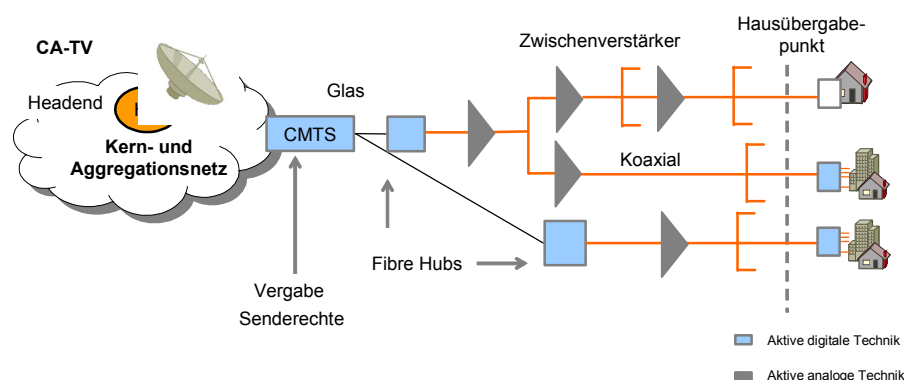 CA-TV
Headend
Kern- und
Aggregationsnetz
Glas
CMTS
Zwischenverstärker
Hausübergabe-
punkt
Koaxial
Fibre Hubs
Vergabe
Senderechte
Aktive digitale Technik
Aktive analoge Technik